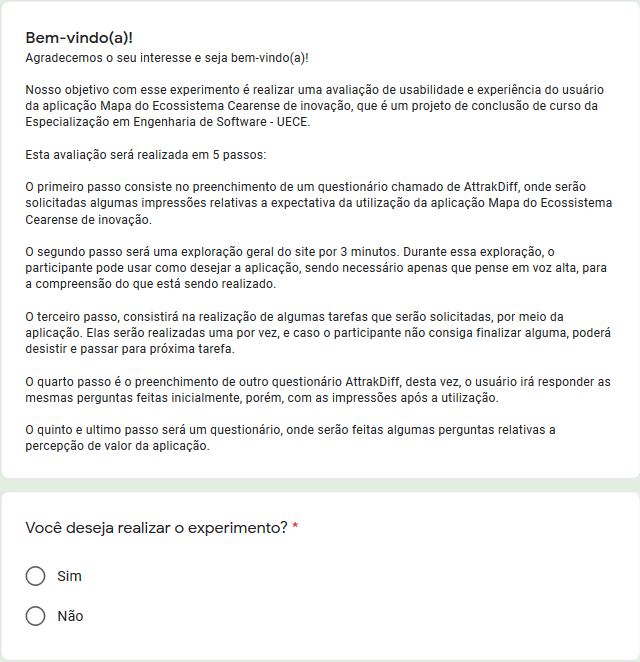 Bem-vindo(a)!
Agradecemos o seu interesse e seja bem-vindo(a)!
Nosso objetivo com esse experimento é realizar uma avaliação de usabilidade e experiência do usuário
da aplicação Mapa do Ecossistema Cearense de inovação, que é um projeto de conclusão de curso da
Especialização em Engenharia de Software - UECE.
Esta avaliação será realizada em 5 passos:
O primeiro passo consiste no preenchimento de um questionário chamado de AttrakDiff, onde serão
solicitadas algumas impressões relativas a expectativa da utilização da aplicação Mapa do Ecossistema
Cearense de inovação.
O segundo passo será uma exploração geral do site por 3 minutos. Durante essa exploração, o
participante pode usar como desejar a aplicação, sendo necessário apenas que pense em voz alta, para
a compreensão do que está sendo realizado.
O terceiro passo, consistirá na realização de algumas tarefas que serão solicitadas, por meio da
aplicação. Elas serão realizadas uma por vez, e caso o participante não consiga finalizar alguma, poderá
desistir e passar para próxima tarefa.
O quarto passo é o preenchimento de outro questionário AttrakDiff, desta vez, o usuário irá responder as
mesmas perguntas feitas inicialmente, porém, com as impressões após a utilização.
O quinto e ultimo passo será um questionário, onde serão feitas algumas perguntas relativas a
percepção de valor da aplicação.
Você deseja realizar o experimento? *
Sim
Não